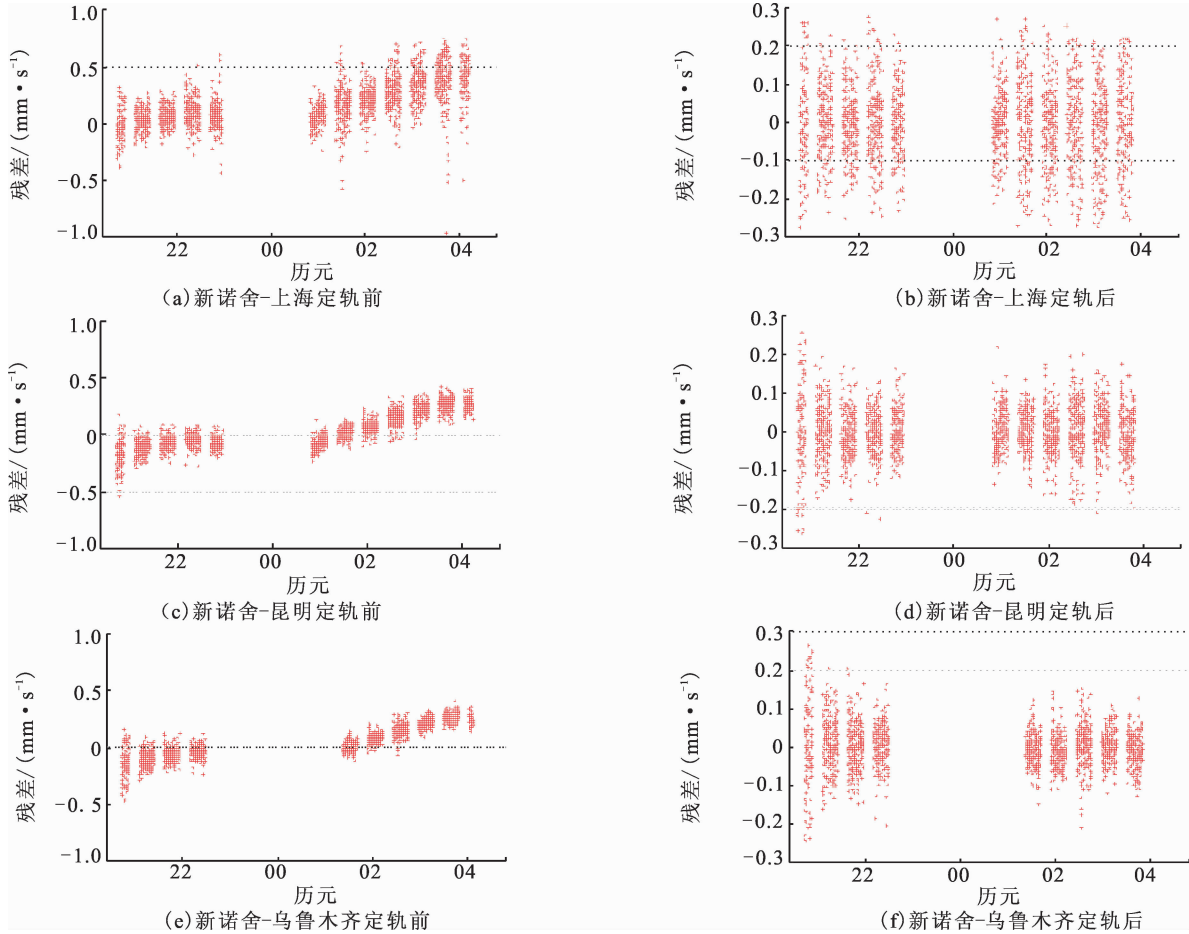 1.0
0.5
0
−0.5
−1.0
残差/(mm·s⁻¹)
22 00 02 04
历元
(a)新诺舍-上海定轨前
0.3
0.2
0.1
0
−0.1
−0.2
−0.3
残差/(mm·s⁻¹)
22 00 02 04
历元
(b)新诺舍-上海定轨后
1.0
0.5
0
−0.5
−1.0
残差/(mm·s⁻¹)
22 00 02 04
历元
(c)新诺舍-昆明定轨前
0.3
0.2
0.1
0
−0.1
−0.2
−0.3
残差/(mm·s⁻¹)
22 00 02 04
历元
(d)新诺舍-昆明定轨后
1.0
0.5
0
−0.5
−1.0
残差/(mm·s⁻¹)
22 00 02 04
历元
(e)新诺舍-乌鲁木齐定轨前
0.3
0.2
0.1
0
−0.1
−0.2
−0.3
残差/(mm·s⁻¹)
22 00 02 04
历元
(f)新诺舍-乌鲁木齐定轨后